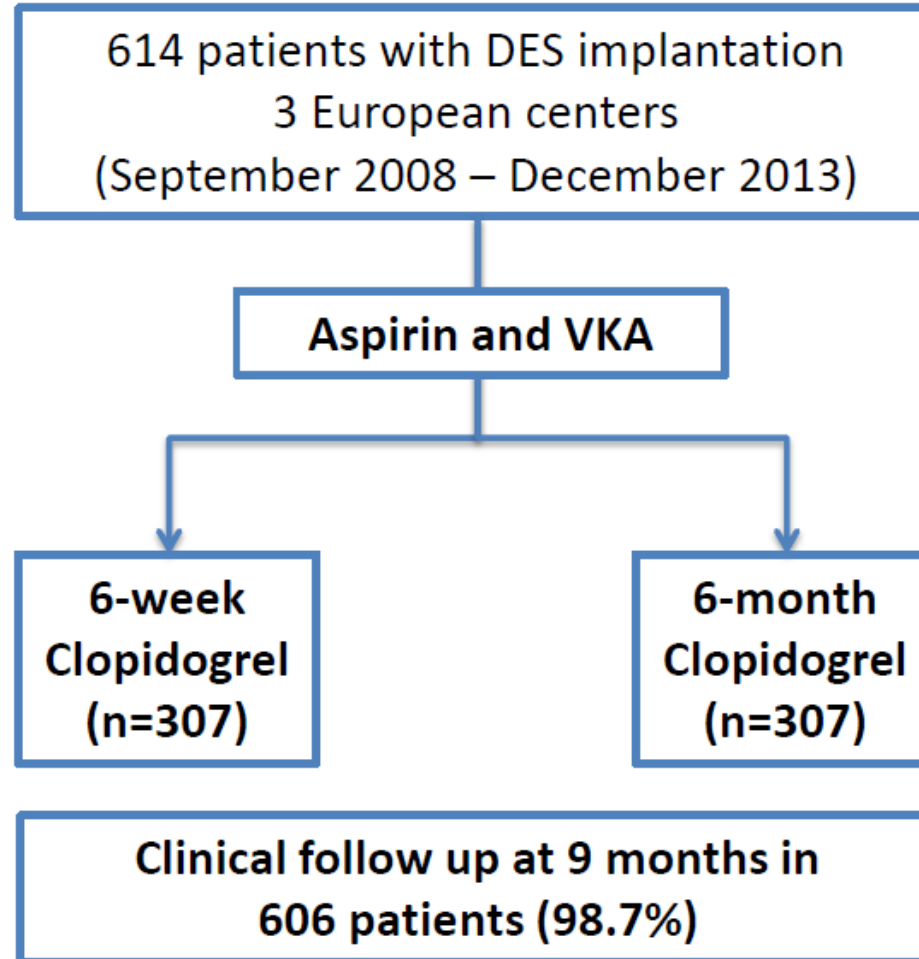 614 patients with DES implantation
3 European centers
(September 2008 – December 2013)
Aspirin and VKA
6-week
Clopidogrel
(n=307)
6-month
Clopidogrel
(n=307)
Clinical follow up at 9 months in
606 patients (98.7%)